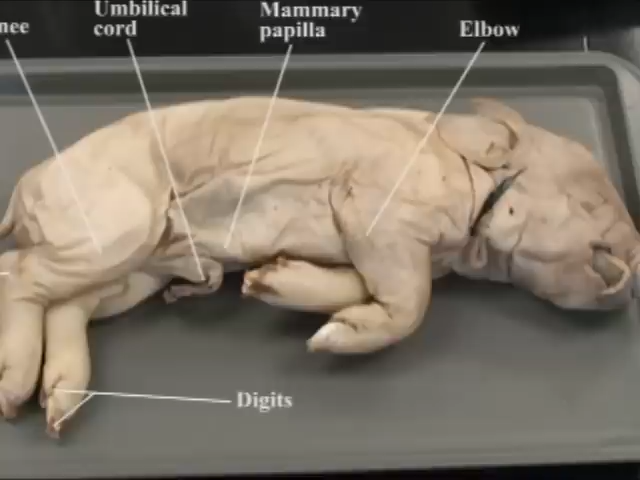 nee
Umbilical
cord
Mammary
papilla
Elbow
Digits